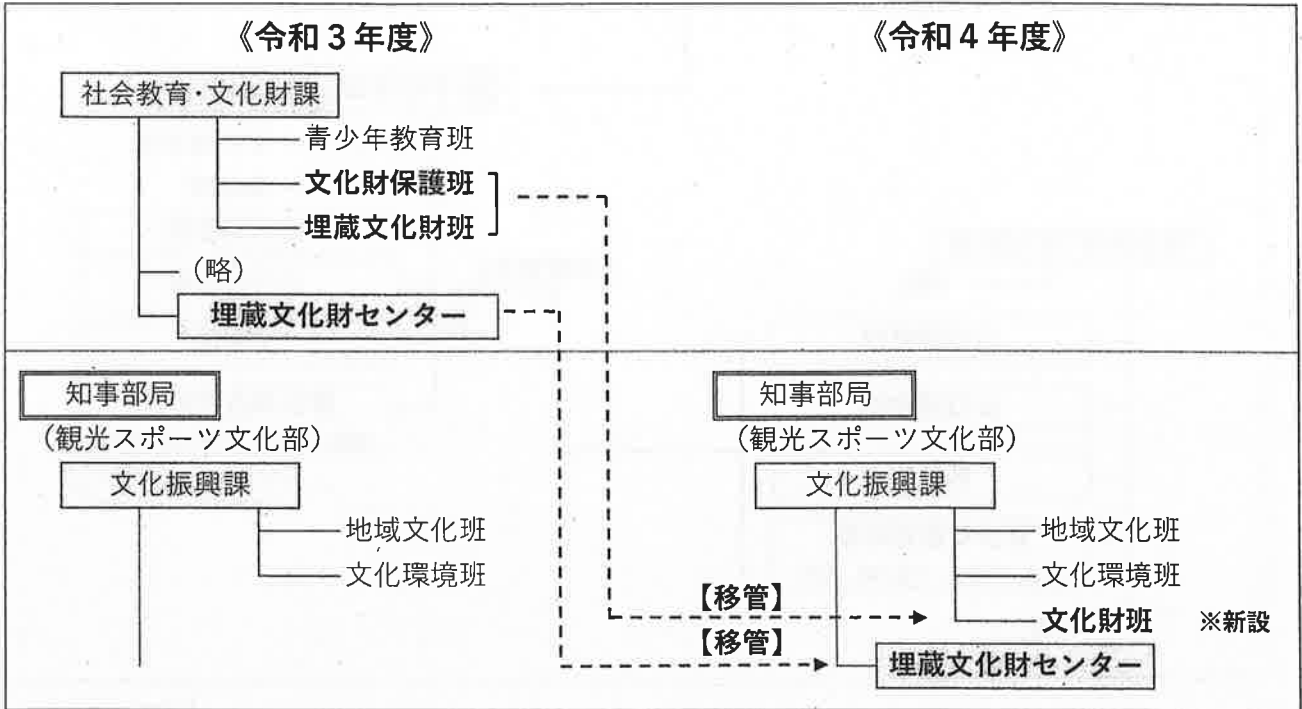 《令和3年度》
《令和4年度》
社会教育・文化財課
青少年教育班
文化財保護班
埋蔵文化財班
(略)
埋蔵文化財センター
知事部局
(観光スポーツ文化部)
文化振興課
地域文化班
文化環境班
知事部局
(観光スポーツ文化部)
文化振興課
地域文化班
文化環境班
【移管】
文化財班 ※新設
【移管】
埋蔵文化財センター